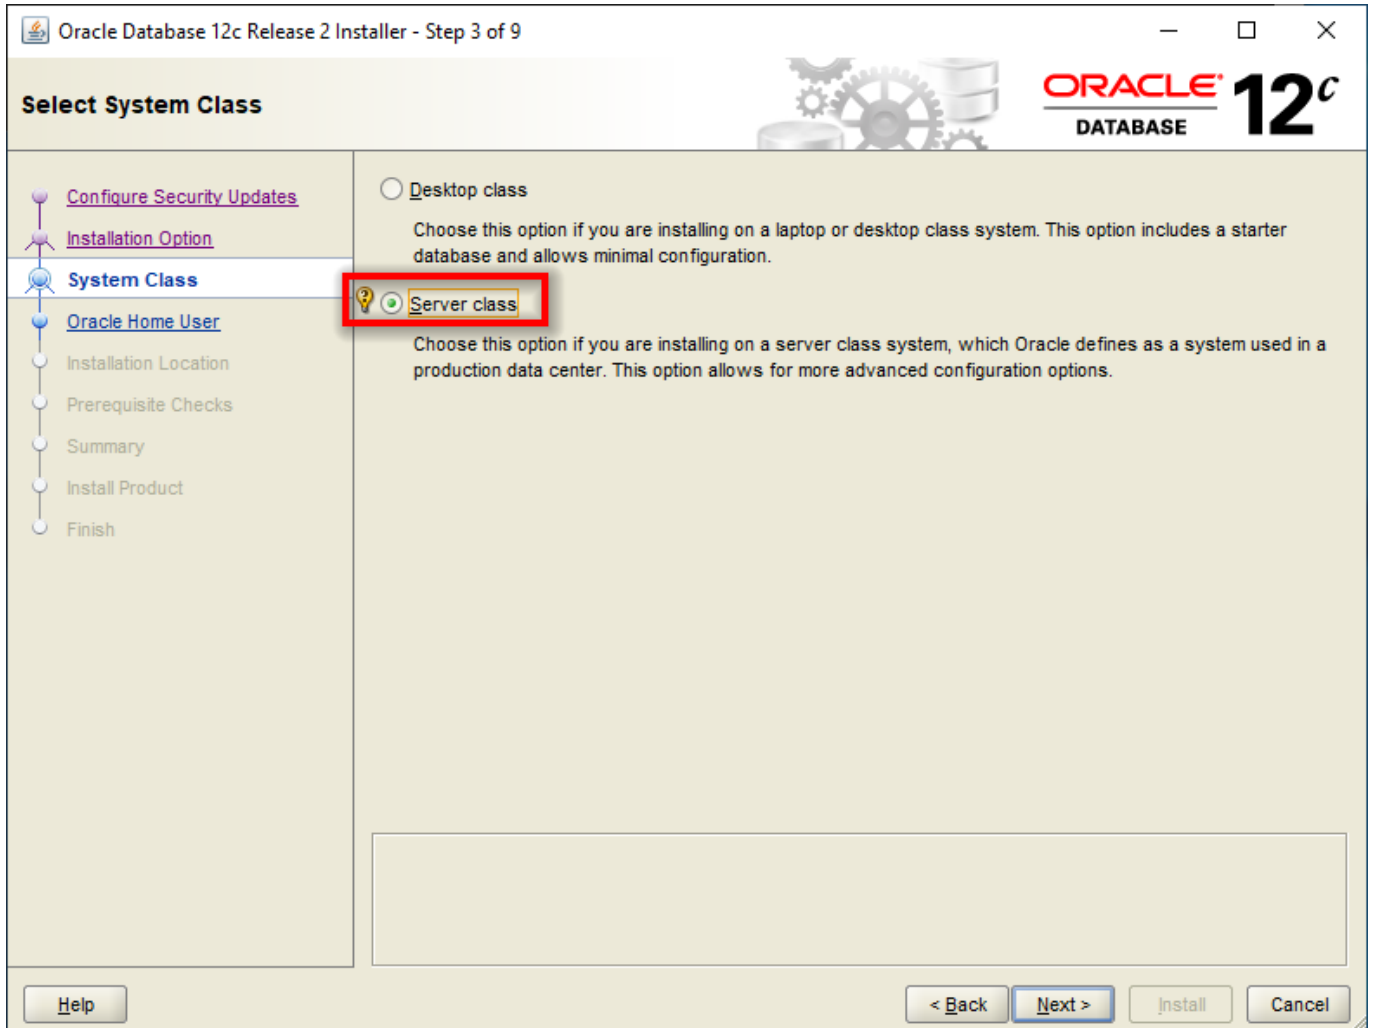 Oracle Database 12c Release 2 Installer - Step 3 of 9
Select System Class
ORACLE
DATABASE
12c
Configure Security Updates
Installation Option
System Class
Oracle Home User
Installation Location
Prerequisite Checks
Summary
Install Product
Finish
Desktop class
Choose this option if you are installing on a laptop or desktop class system. This option includes a starter
database and allows minimal configuration.
Server class
Choose this option if you are installing on a server class system, which Oracle defines as a system used in a
production data center. This option allows for more advanced configuration options.
Help
< Back
Next >
Install
Cancel